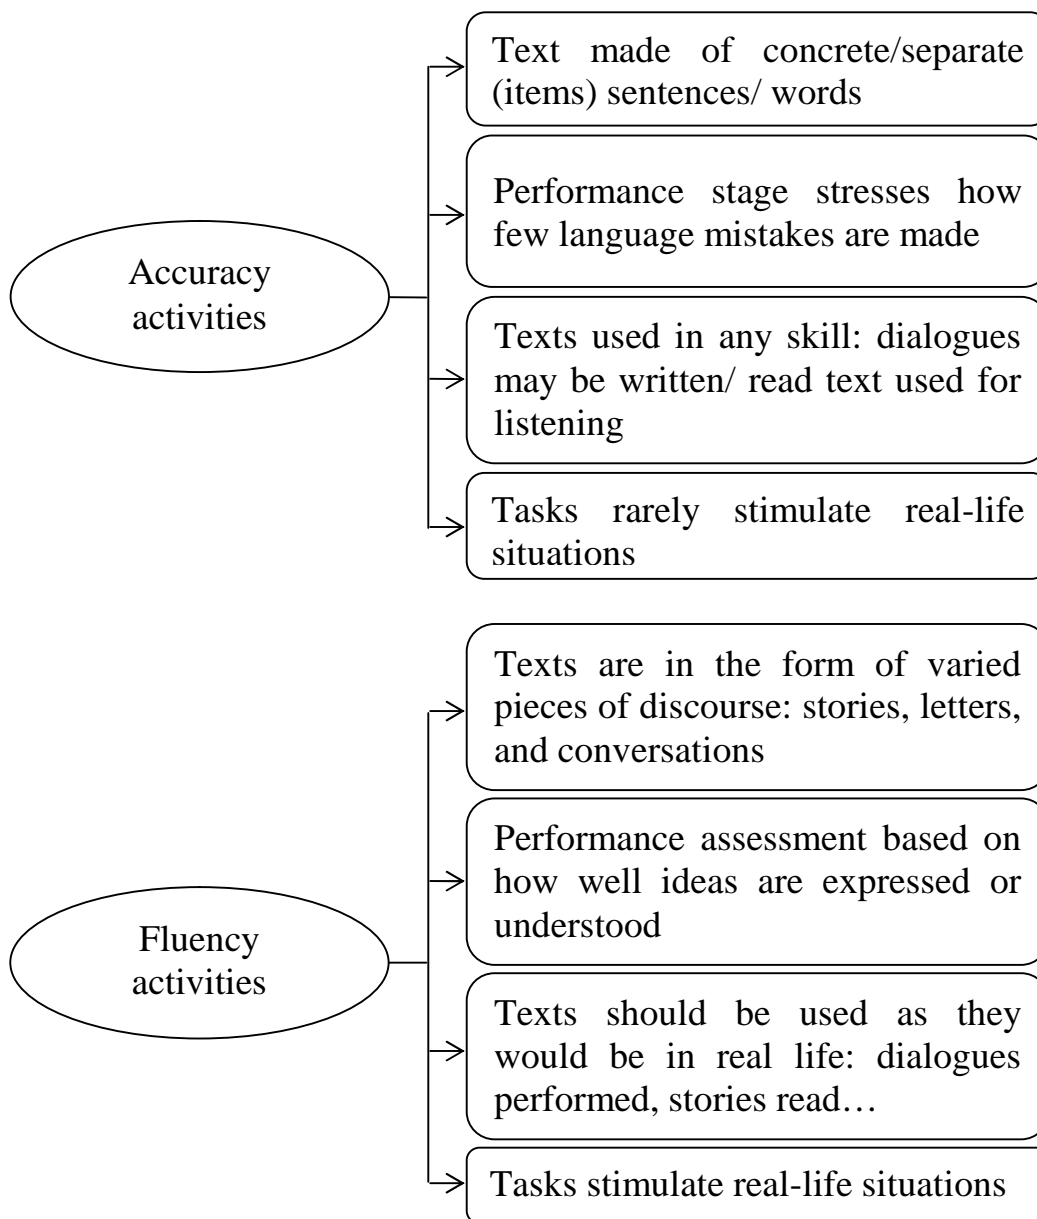 Accuracy
activities
Text made of concrete/separate
(items) sentences/ words
Performance stage stresses how
few language mistakes are made
Texts used in any skill: dialogues
may be written/ read text used for
listening
Tasks rarely stimulate real-life
situations
Fluency
activities
Texts are in the form of varied
pieces of discourse: stories, letters,
and conversations
Performance assessment based on
how well ideas are expressed or
understood
Texts should be used as they
would be in real life: dialogues
performed, stories read…
Tasks stimulate real-life situations